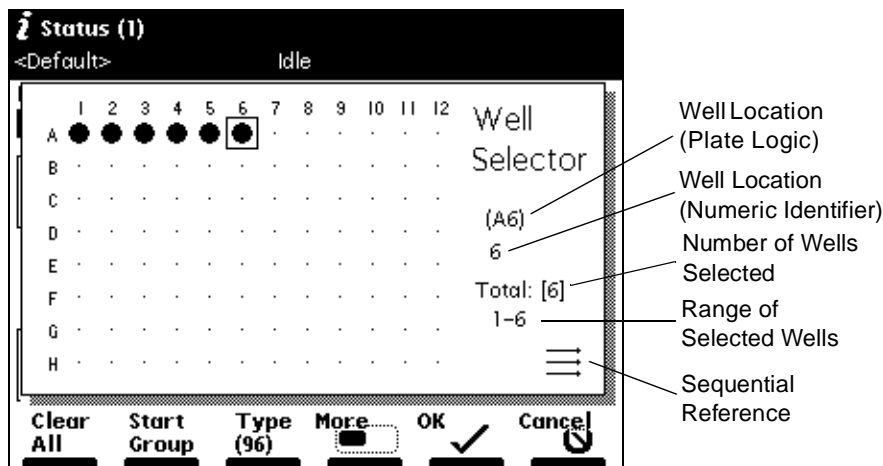 i Status (1)
<Default> Idle
1 2 3 4 5 6 7 8 9 10 11 12
A
B
C
D
E
F
G
H
Well
Selector
(A6)
6
Total: [6]
1-6
Clear
All
Start
Group
Type
(96)
More
OK
Cancel
Well Location
(Plate Logic)
Well Location
(Numeric Identifier)
Number of Wells
Selected
Range of
Selected Wells
Sequential
Reference